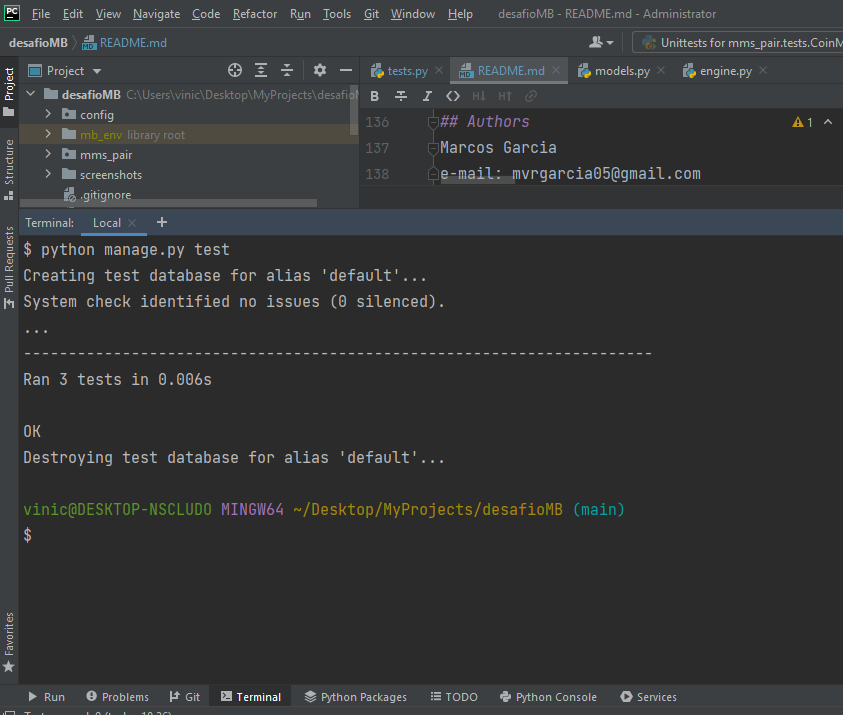 PC File Edit View Navigate Code Refactor Run Tools Git Window Help desafioMB - README.md - Administrator
desafioMB README.md Unittests for mms_pair.tests.CoinM
Project
Project tests.py README.md models.py engine.py
desafioMB C:\Users\vinic\Desktop\MyProjects\desafioM
config
mb_env library root
mms_pair
screenshots
.gitignore
B I <> H↓ H↑
136 ## Authors
137 Marcos Garcia
138 e-mail: mvrgarcia05@gmail.com
1
Structure
Pull Requests
Terminal: Local +
$ python manage.py test
Creating test database for alias 'default'...
System check identified no issues (0 silenced).
...
----------------------------------------------------------------------
Ran 3 tests in 0.006s
OK
Destroying test database for alias 'default'...
vinic@DESKTOP-NSCLUDO MINGW64 ~/Desktop/MyProjects/desafioMB (main)
$
Favorites
Run Problems Git Terminal Python Packages TODO Python Console Services